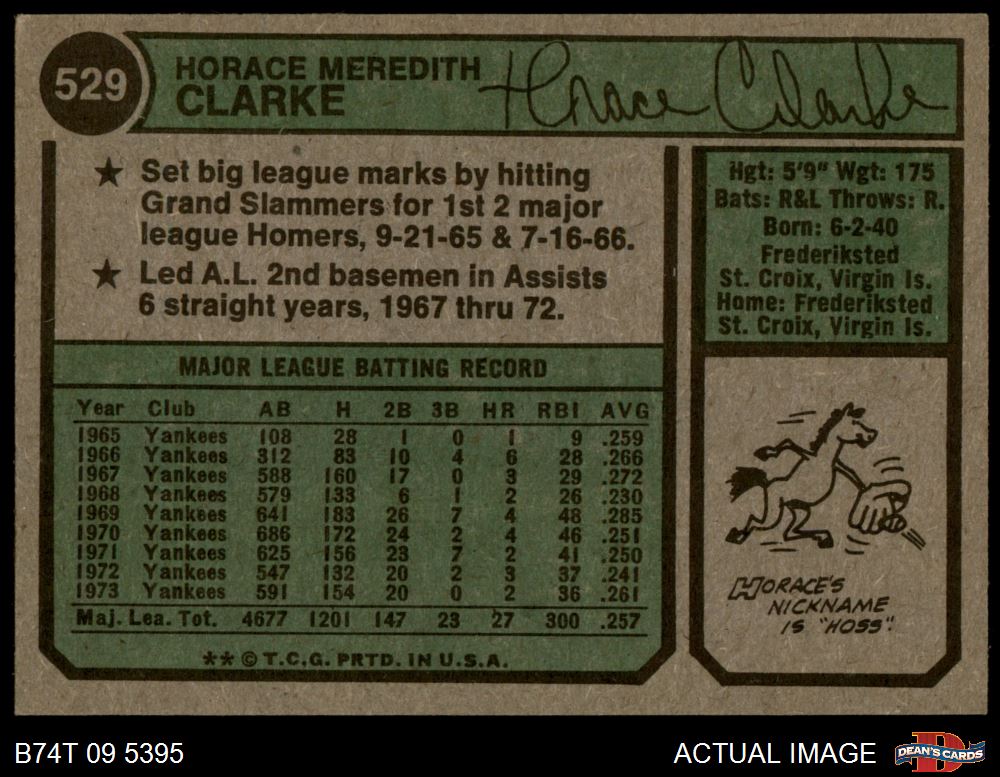 529
HORACE MEREDITH
CLARKE
Horace Clarke
★ Set big league marks by hitting
Grand Slammers for 1st 2 major
league Homers, 9-21-65 & 7-16-66.
★ Led A.L. 2nd basemen in Assists
6 straight years, 1967 thru 72.
Hgt: 5'9" Wgt: 175
Bats: R&L Throws: R.
Born: 6-2-40
Frederiksted
St. Croix, Virgin Is.
Home: Frederiksted
St. Croix, Virgin Is.
MAJOR LEAGUE BATTING RECORD
Year Club AB H 2B 3B HR RBI AVG
1965 Yankees 108 28 1 0 1 9 .259
1966 Yankees 312 83 10 4 6 28 .266
1967 Yankees 588 160 17 0 3 29 .272
1968 Yankees 579 133 6 1 2 26 .230
1969 Yankees 641 183 26 7 4 48 .285
1970 Yankees 686 172 24 2 4 46 .251
1971 Yankees 625 156 23 7 2 41 .250
1972 Yankees 547 132 20 2 3 37 .241
1973 Yankees 591 154 20 0 2 36 .261
Maj. Lea. Tot. 4677 1201 147 23 27 300 .257
** © T.C.G. PRTD. IN U.S.A.
HORACE'S
NICKNAME
IS "HOSS".
B74T 09 5395
ACTUAL IMAGE
B
DEAN'S CARDS